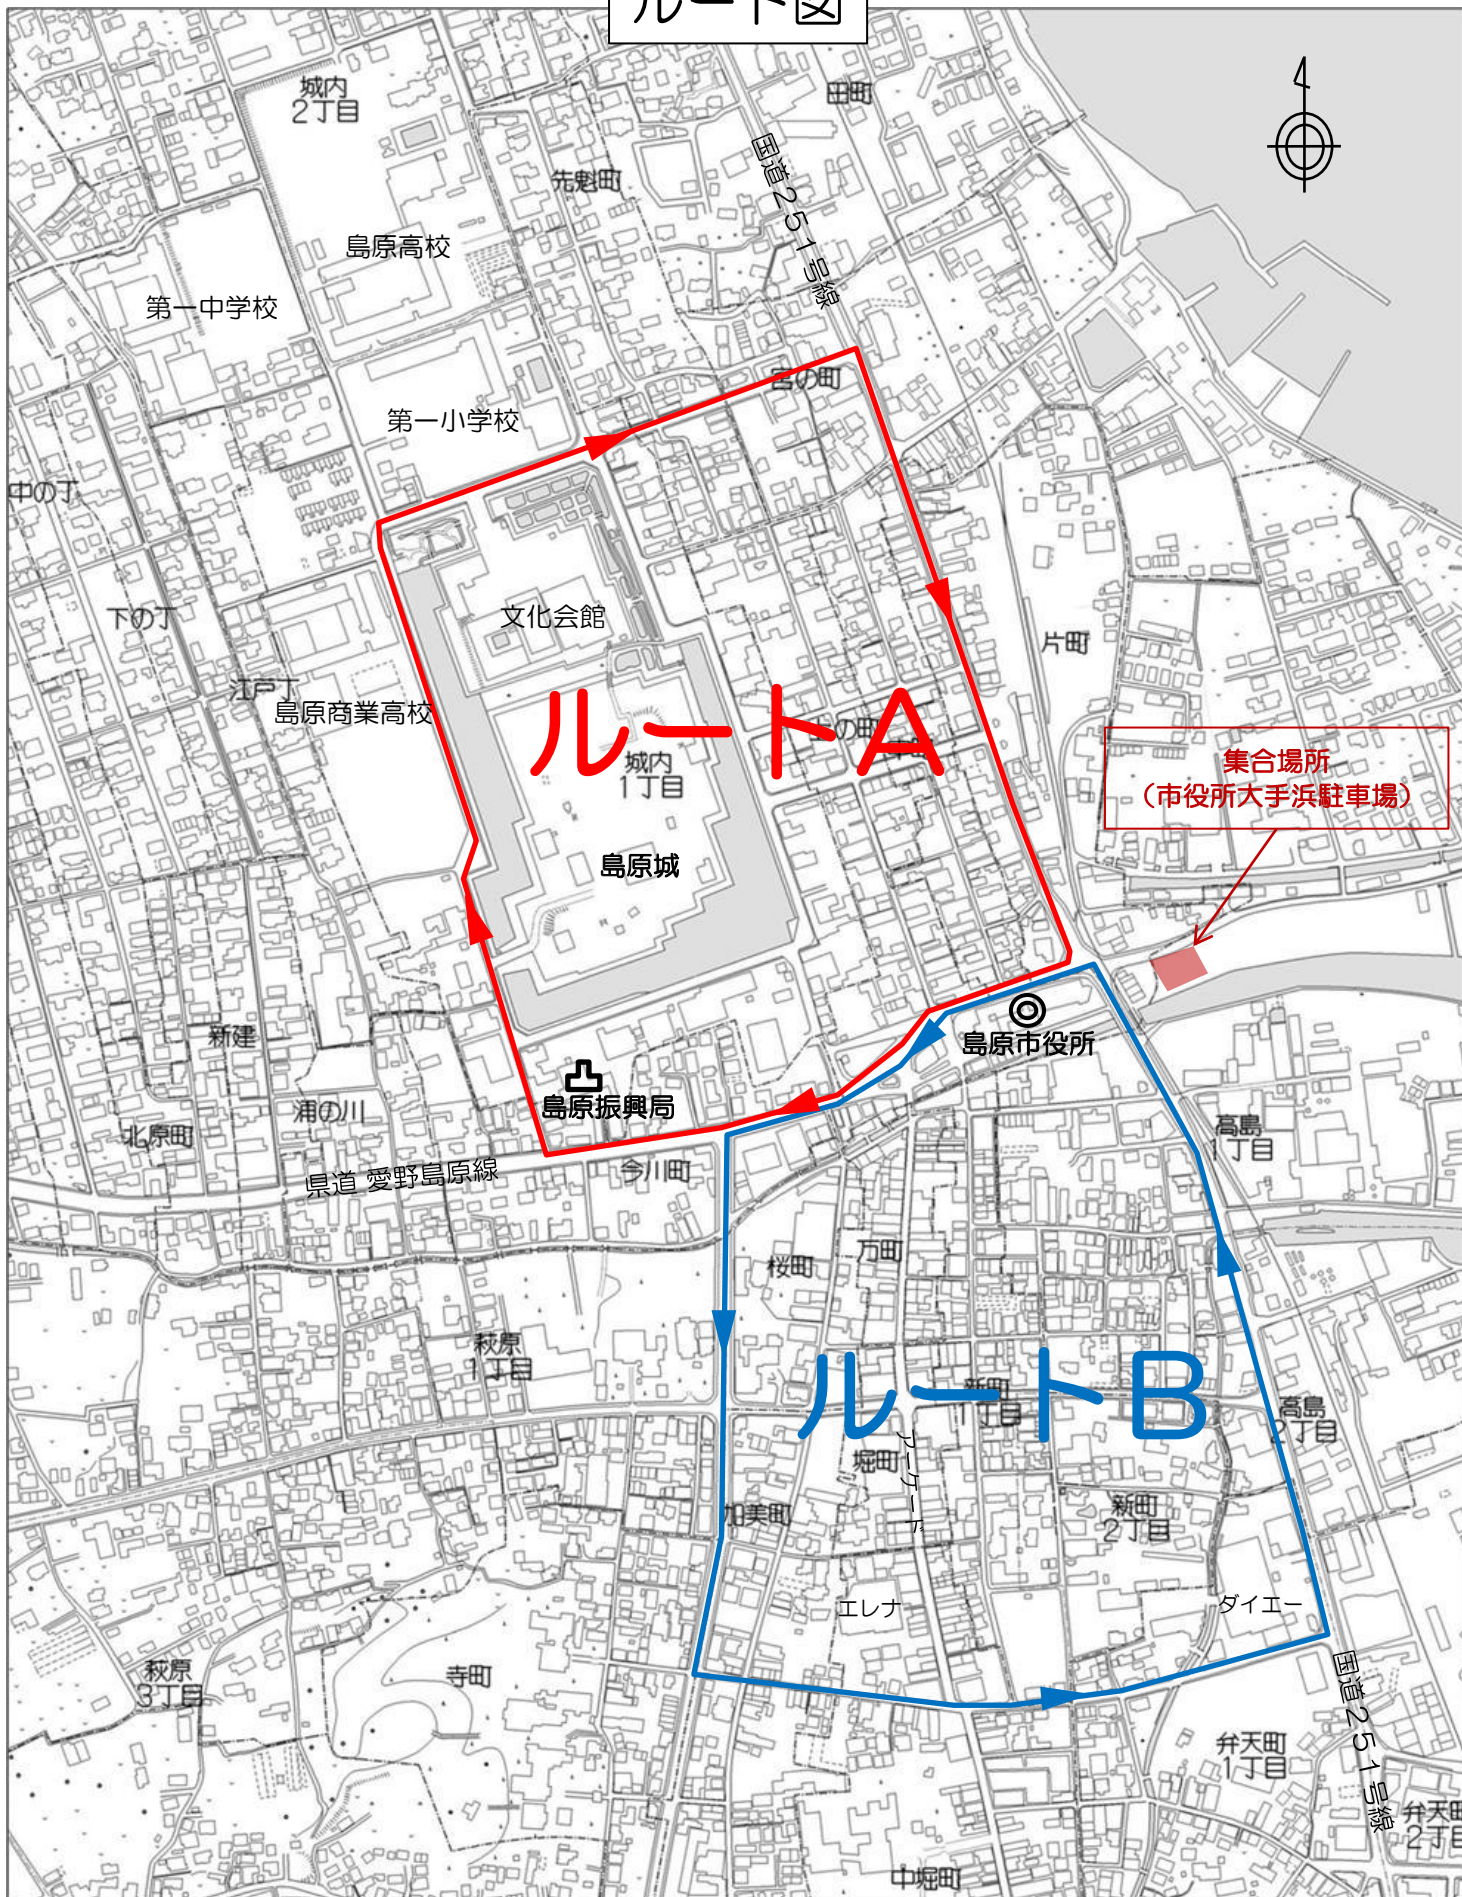 ルート図
城内
2丁目
田町
先魁町
国道251号線
島原高校
第一中学校
宮の町
第一小学校
中の丁
文化会館
下の丁
片町
江戸丁
島原商業高校
ルートA
上の町
城内
1丁目
集合場所
(市役所大手浜駐車場)
島原城
新建
島原市役所
浦の川
島原振興局
北原町
高島
1丁目
県道 愛野島原線
今川町
万町
桜町
萩原
1丁目
ルートB
新町
1丁目
高島
2丁目
アーケード
堀町
加美町
新町
2丁目
エレナ
ダイエー
萩原
3丁目
寺町
国道251号線
弁天町
1丁目
弁天町
2丁目
中堀町